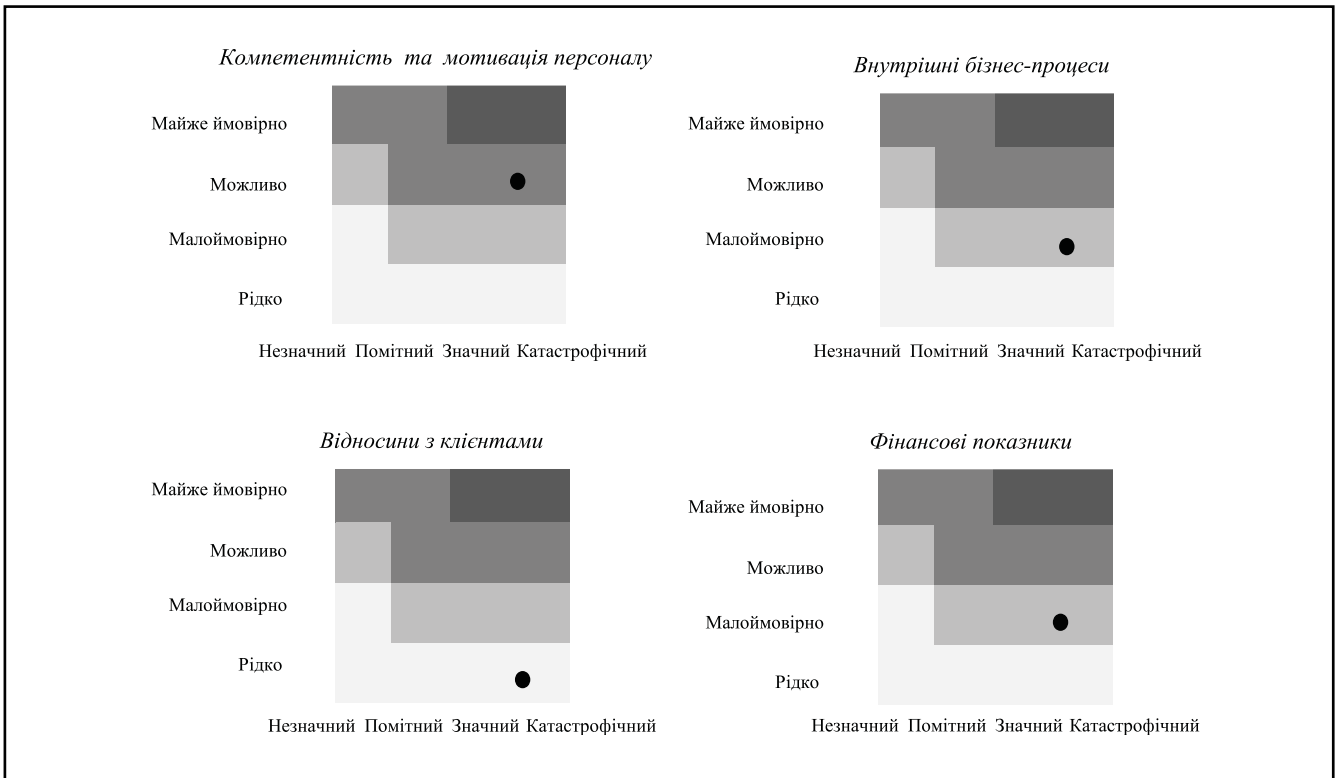 Компетентність та мотивація персоналу
Майже ймовірно
Можливо
Малоймовірно
Рідко
Незначний Помітний Значний Катастрофічний
Внутрішні бізнес-процеси
Майже ймовірно
Можливо
Малоймовірно
Рідко
Незначний Помітний Значний Катастрофічний
Відносини з клієнтами
Майже ймовірно
Можливо
Малоймовірно
Рідко
Незначний Помітний Значний Катастрофічний
Фінансові показники
Майже ймовірно
Можливо
Малоймовірно
Рідко
Незначний Помітний Значний Катастрофічний